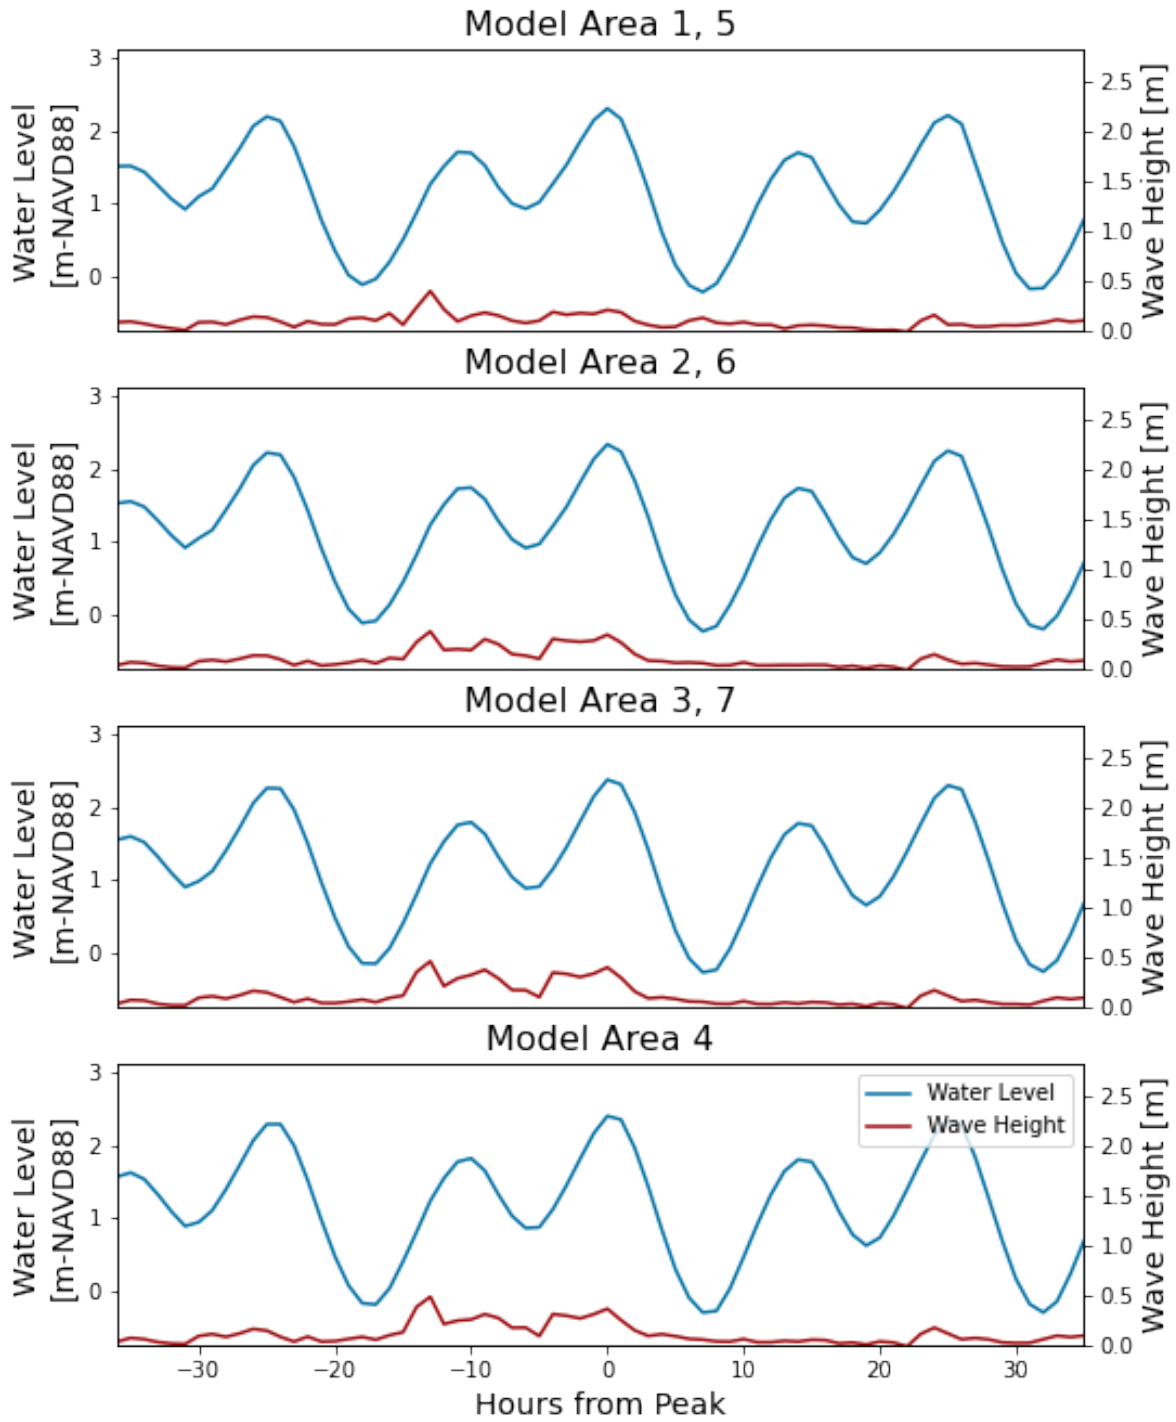 Model Area 1, 5
Water Level
[m-NAVD88]
3
2
1
0
2.5
2.0
1.5
1.0
0.5
0.0
Wave Height [m]
Model Area 2, 6
Water Level
[m-NAVD88]
3
2
1
0
2.5
2.0
1.5
1.0
0.5
0.0
Wave Height [m]
Model Area 3, 7
Water Level
[m-NAVD88]
3
2
1
0
2.5
2.0
1.5
1.0
0.5
0.0
Wave Height [m]
Model Area 4
Water Level
[m-NAVD88]
3
2
1
0
Water Level
Wave Height
2.5
2.0
1.5
1.0
0.5
0.0
Wave Height [m]
−30 −20 −10 0 10 20 30
Hours from Peak